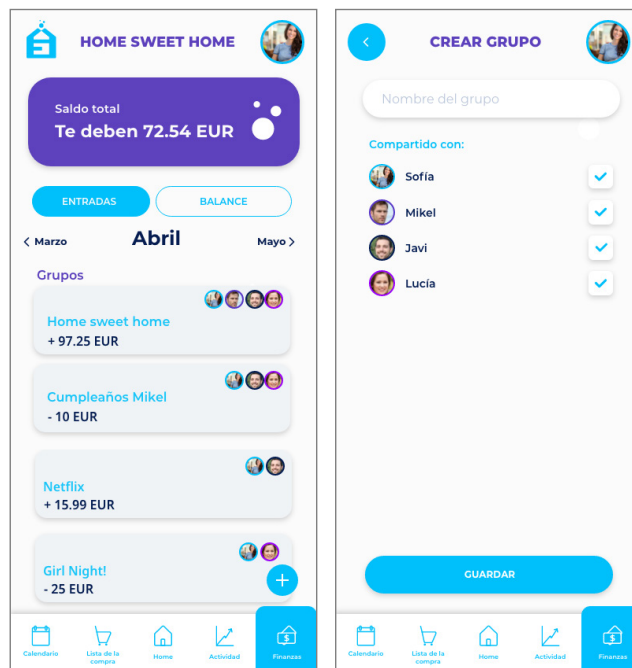 HOME SWEET HOME
Saldo total
Te deben 72.54 EUR
ENTRADAS
BALANCE
Marzo
Abril
Mayo
Grupos
Home sweet home
+ 97.25 EUR
Cumpleaños Mikel
- 10 EUR
Netflix
+ 15.99 EUR
Girl Night!
- 25 EUR
+
Calendario
Lista de la
compra
Home
Actividad
Finanzas
CREAR GRUPO
Nombre del grupo
Compartido con:
Sofía
Mikel
Javi
Lucía
GUARDAR
Calendario
Lista de la
compra
Home
Actividad
Finanzas